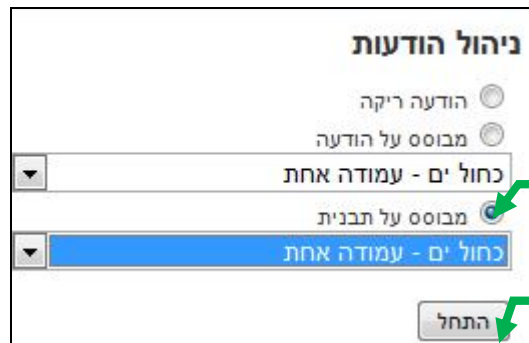 ניהול הודעות
הודעה ריקה
מבוסס על הודעה
כחול ים - עמודה אחת
מבוסס על תבנית
כחול ים - עמודה אחת
התחל